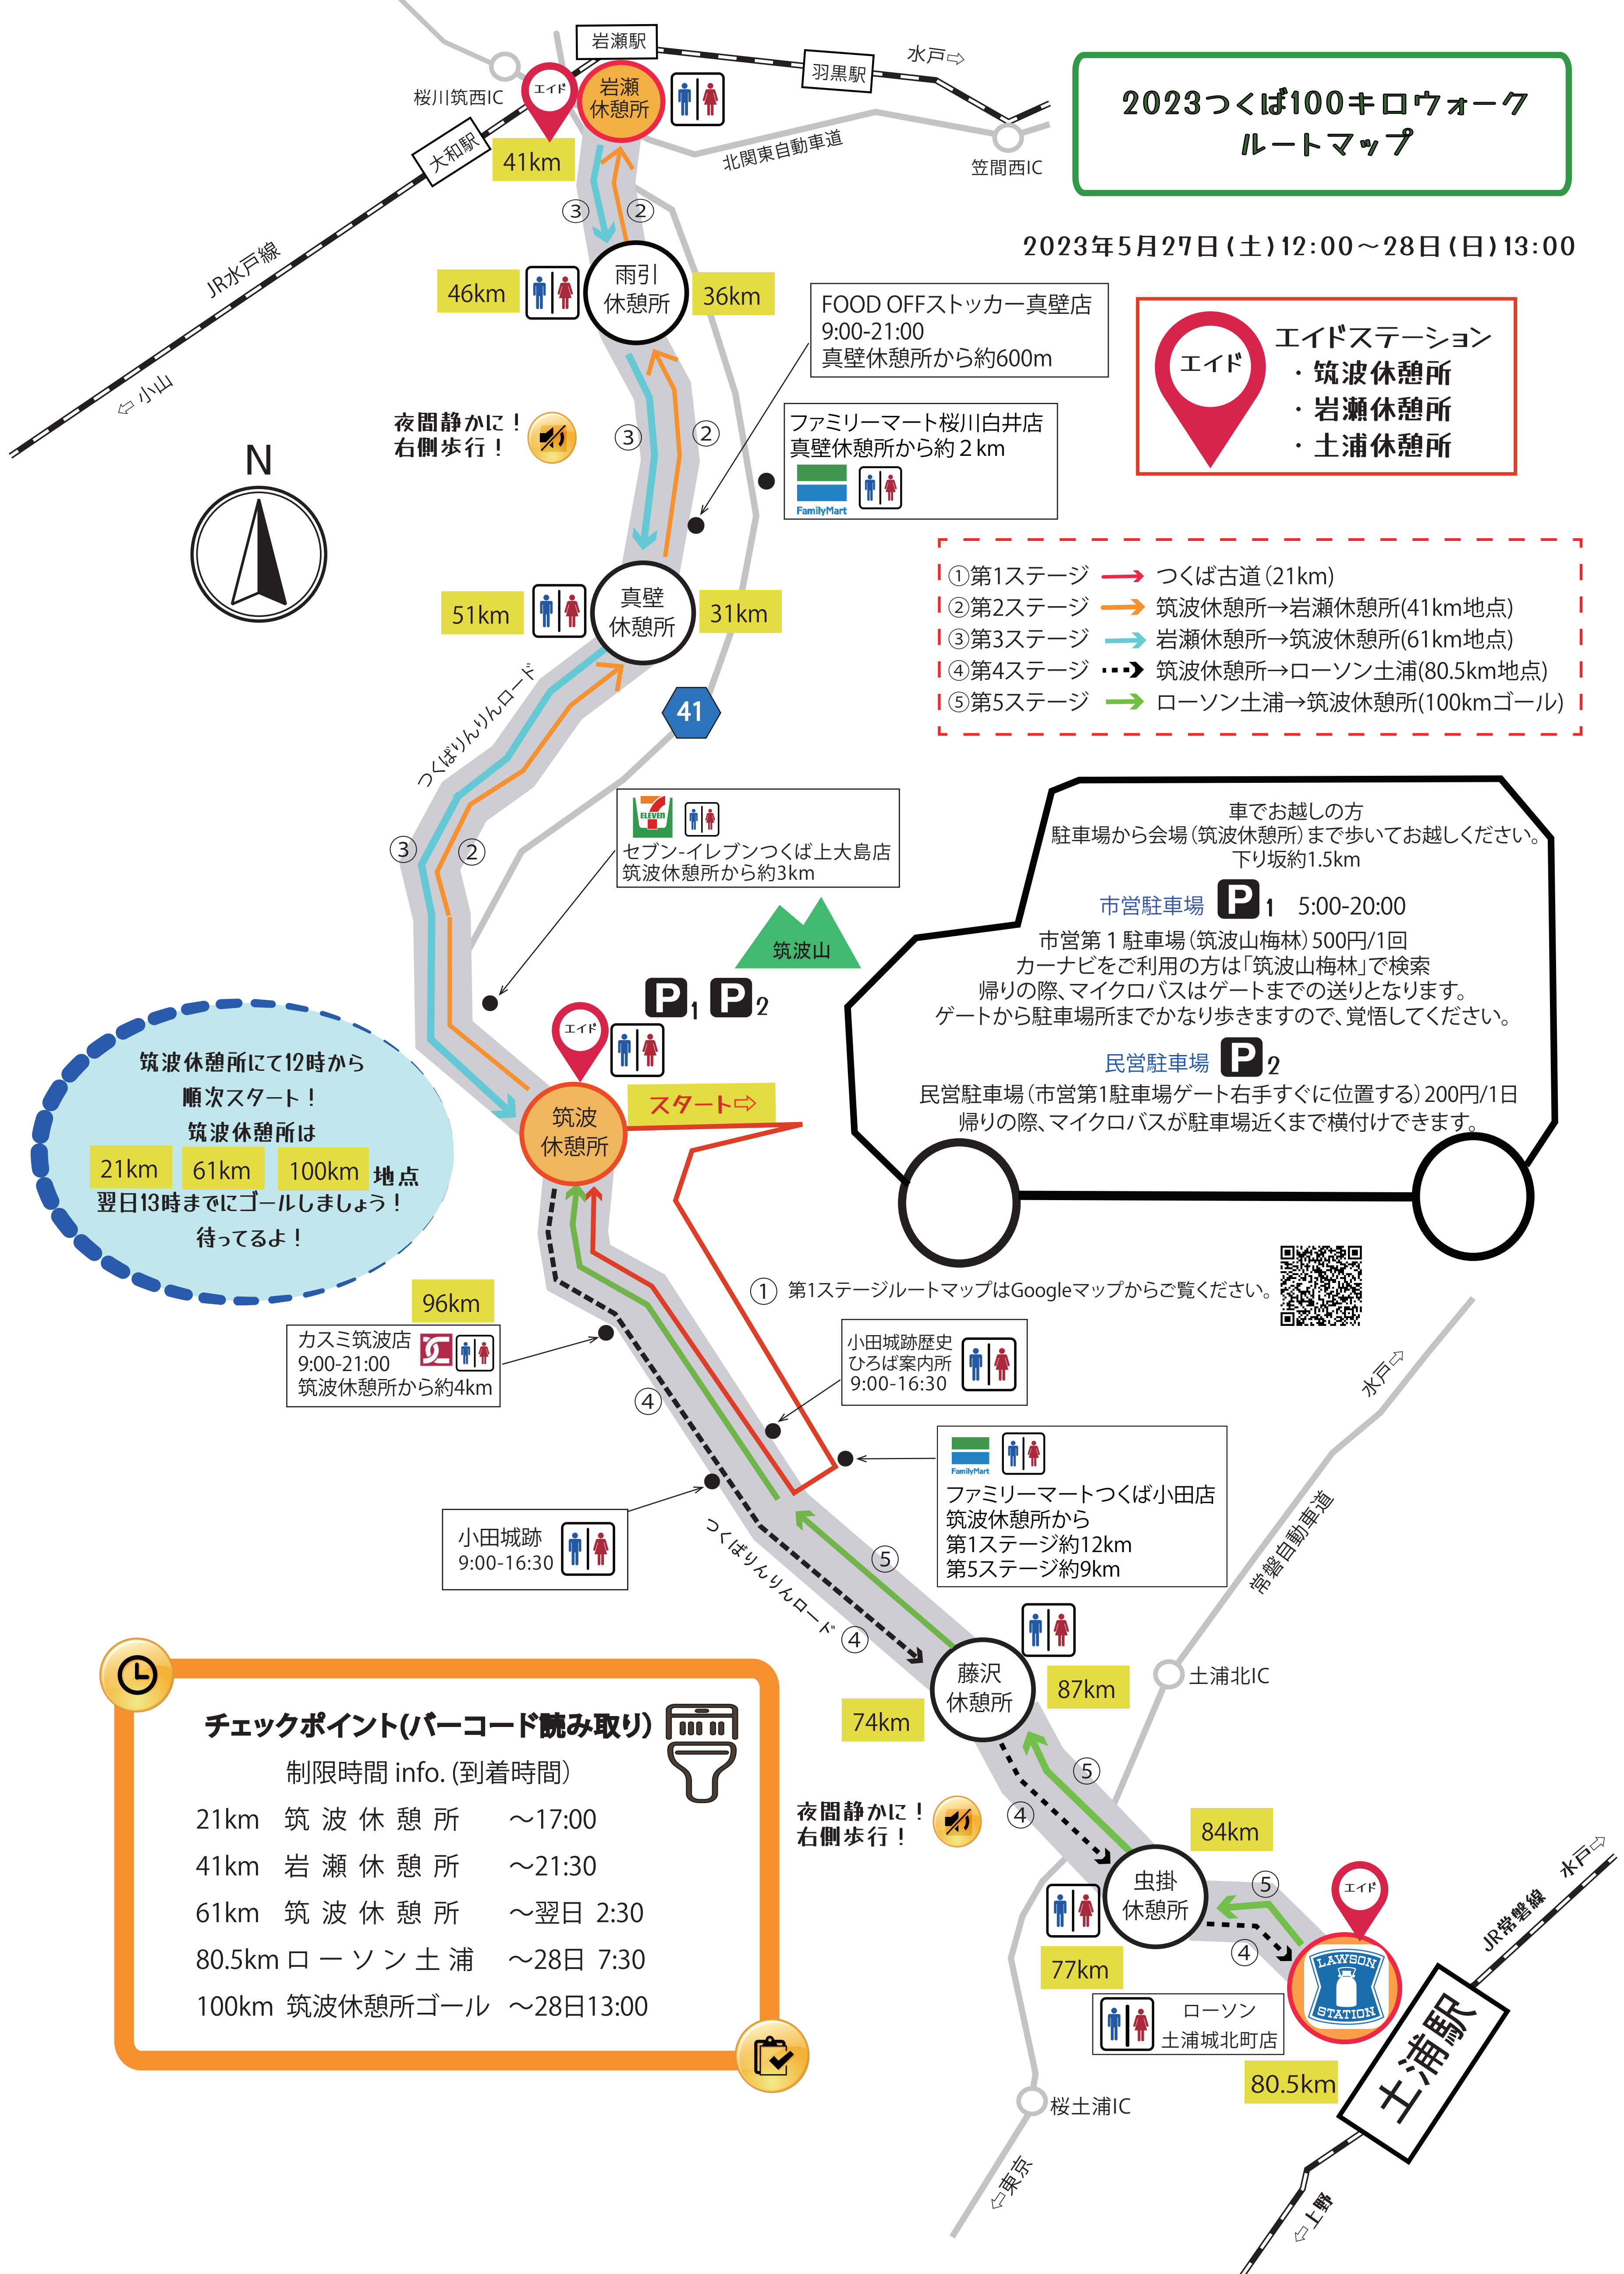 2023つくば100キロウォーク
ルートマップ
2023年5月27日(土)12:00～28日(日)13:00
岩瀬駅
羽黒駅
水戸⇨
桜川筑西IC
エイド
岩瀬
休憩所
大和駅
41km
北関東自動車道
笠間西IC
③
②
JR水戸線
⇦小山
46km
雨引
休憩所
36km
エイド
エイドステーション
・筑波休憩所
・岩瀬休憩所
・土浦休憩所
FOOD OFFストッカー真壁店
9:00-21:00
真壁休憩所から約600m
夜間静かに！
右側歩行！
③
②
ファミリーマート桜川白井店
真壁休憩所から約２km
FamilyMart
N
51km
真壁
休憩所
31km
①第1ステージ つくば古道（21km)
②第2ステージ 筑波休憩所→岩瀬休憩所(41km地点)
③第3ステージ 岩瀬休憩所→筑波休憩所(61km地点)
④第4ステージ 筑波休憩所→ローソン土浦(80.5km地点)
⑤第5ステージ ローソン土浦→筑波休憩所(100kmゴール)
つくばりんりんロード
41
③
②
7
ELEVEN
セブン-イレブンつくば上大島店
筑波休憩所から約3km
筑波山
P1 P2
車でお越しの方
駐車場から会場（筑波休憩所）まで歩いてお越しください。
下り坂約1.5km
市営駐車場 P1 5:00-20:00
市営第１駐車場（筑波山梅林）500円/1回
カーナビをご利用の方は「筑波山梅林」で検索
帰りの際、マイクロバスはゲートまでの送りとなります。
ゲートから駐車場所までかなり歩きますので、覚悟してください。
民営駐車場 P2
民営駐車場（市営第1駐車場ゲート右手すぐに位置する）200円/1日
帰りの際、マイクロバスが駐車場近くまで横付けできます。
エイド
筑波
休憩所
スタート⇨
筑波休憩所にて12時から
順次スタート！
筑波休憩所は
21km 61km 100km 地点
翌日13時までにゴールしましょう！
待ってるよ！
① 第1ステージルートマップはGoogleマップからご覧ください。
96km
カスミ筑波店
9:00-21:00
筑波休憩所から約4km
小田城跡歴史
ひろば案内所
9:00-16:30
④
水戸⇨
FamilyMart
ファミリーマートつくば小田店
筑波休憩所から
第1ステージ約12km
第5ステージ約9km
小田城跡
9:00-16:30
つくばりんりんロード
⑤
④
常磐自動車道
藤沢
休憩所
87km
74km
土浦北IC
チェックポイント(バーコード読み取り）
制限時間 info. (到着時間）
21km 筑波休憩所 ～17:00
41km 岩瀬休憩所 ～21:30
61km 筑波休憩所 ～翌日 2:30
80.5km ローソン土浦 ～28日 7:30
100km 筑波休憩所ゴール ～28日13:00
⑤
④
夜間静かに！
右側歩行！
84km
虫掛
休憩所
77km
⑤
④
エイド
LAWSON
STATION
ローソン
土浦城北町店
80.5km
JR常磐線
水戸⇨
土浦駅
桜土浦IC
⇦東京
⇦上野